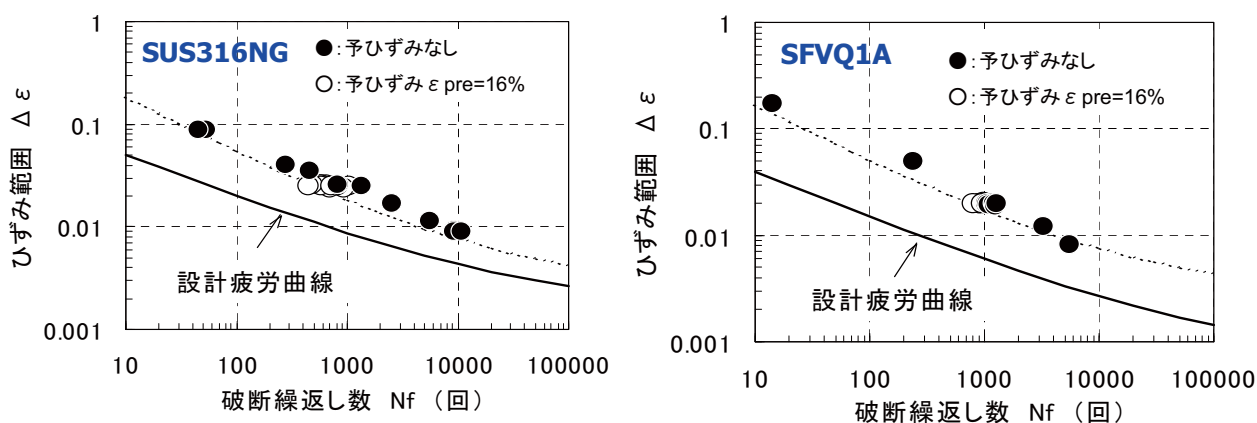 SUS316NG
●:予ひずみなし
○:予ひずみ ε pre=16%
ひずみ範囲 Δ ε
1
0.1
0.01
0.001
設計疲労曲線
10 100 1000 10000 100000
破断繰返し数 Nf (回)
SFVQ1A
●:予ひずみなし
○:予ひずみ ε pre=16%
ひずみ範囲 Δ ε
1
0.1
0.01
0.001
設計疲労曲線
10 100 1000 10000 100000
破断繰返し数 Nf (回)